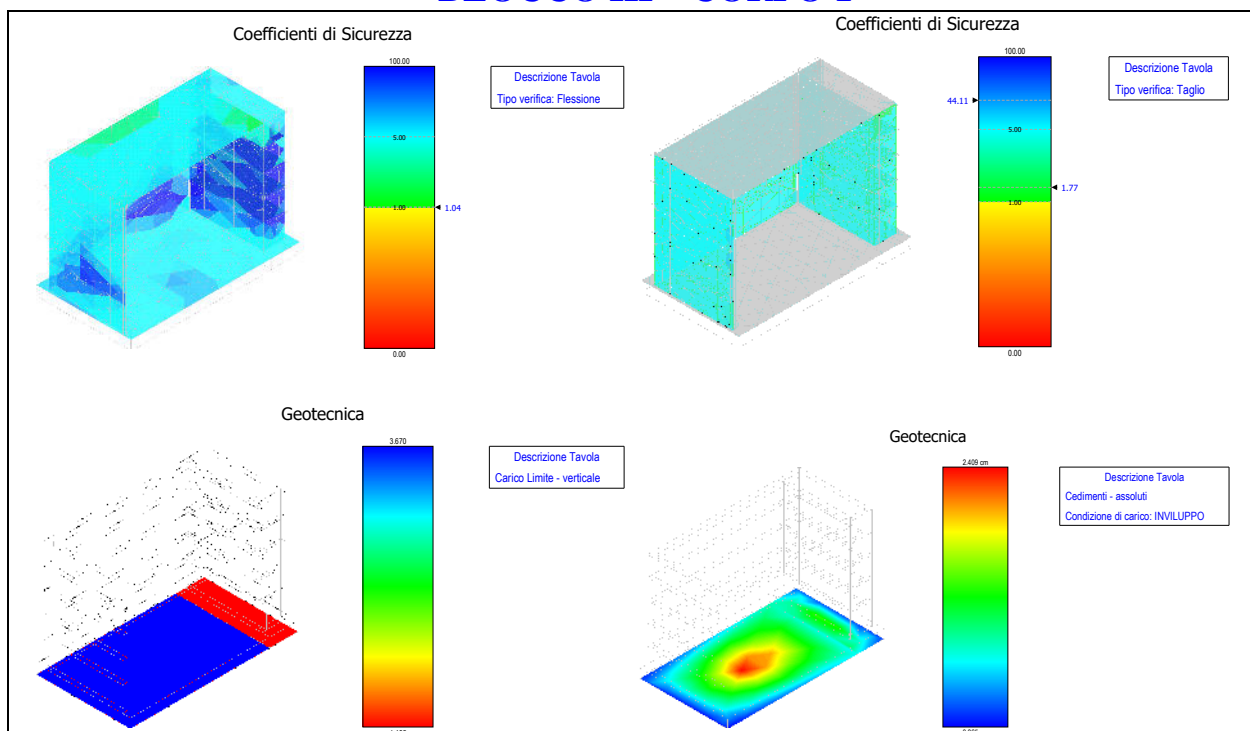 Coefficienti di Sicurezza
100.00
5.00
1.00
1.04
0.00
Descrizione Tavola
Tipo verifica: Flessione
Coefficienti di Sicurezza
100.00
44.11
5.00
1.77
1.00
0.00
Descrizione Tavola
Tipo verifica: Taglio
Geotecnica
3.670
Descrizione Tavola
Carico Limite - verticale
Geotecnica
2.409 cm
Descrizione Tavola
Cedimenti - assoluti
Condizione di carico: INVILUPPO